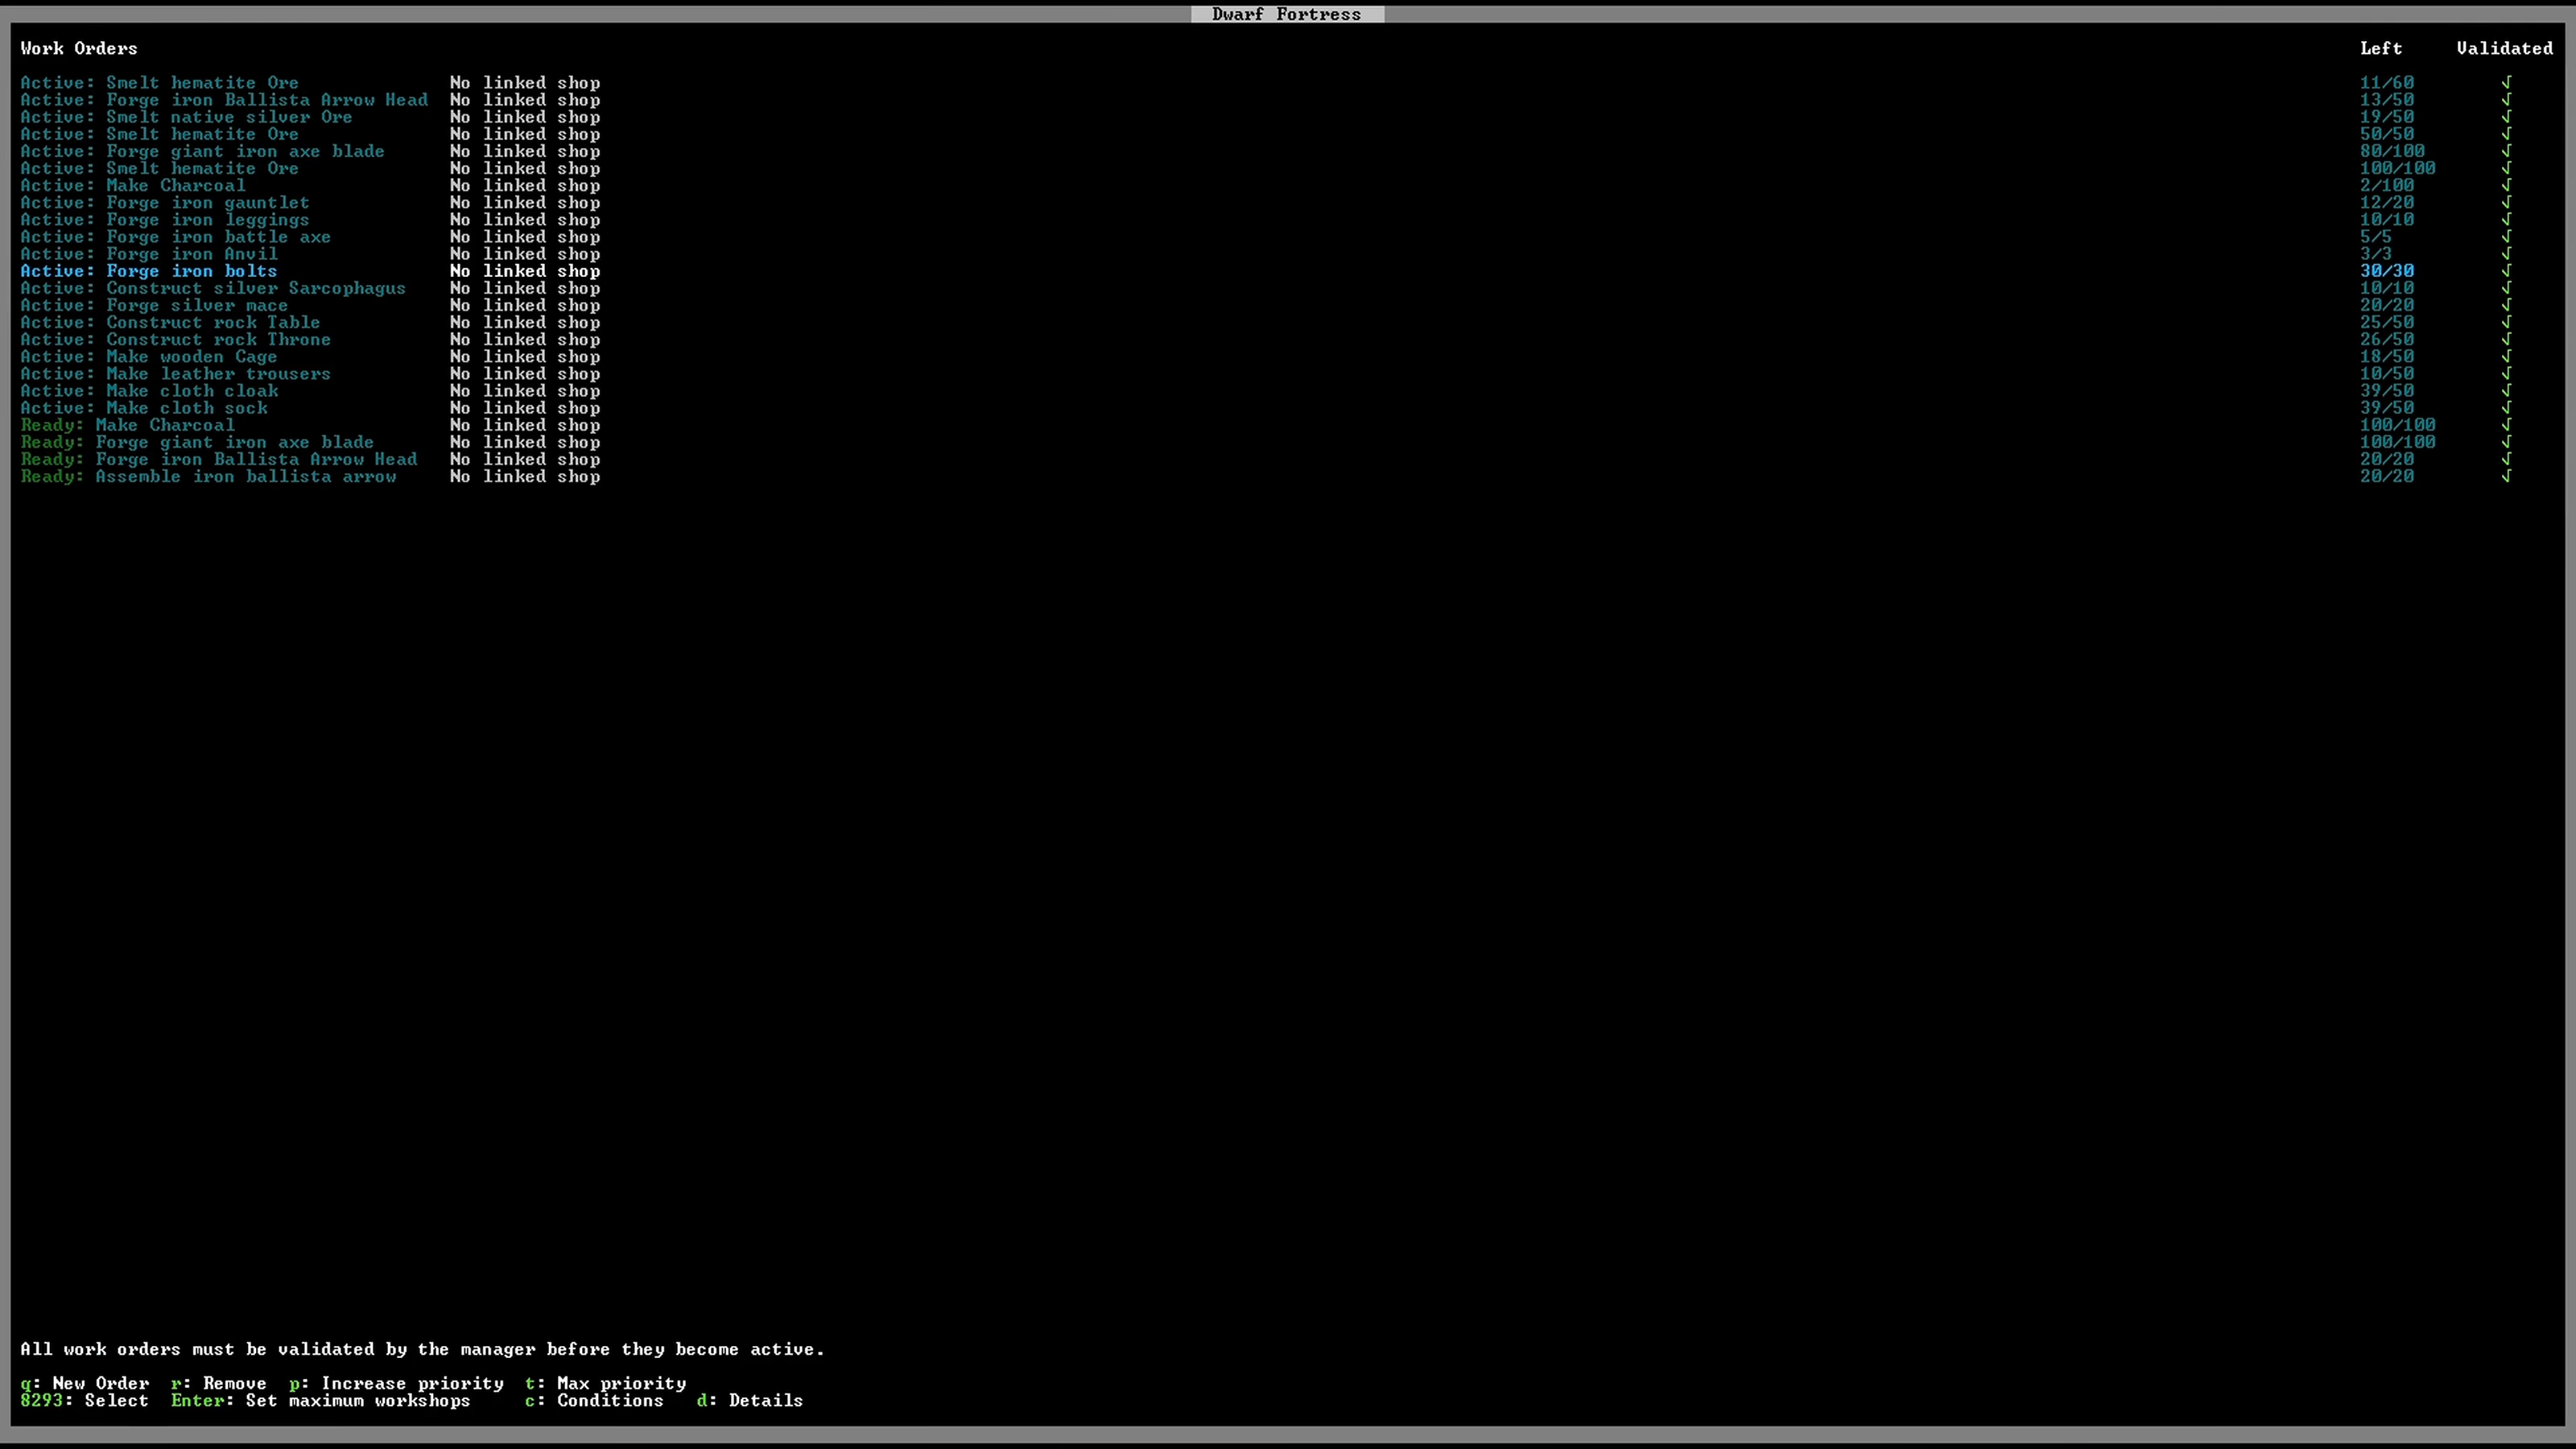 Dwarf Fortress
Work Orders Left Validated
Active: Smelt hematite Ore No linked shop 11/60 √
Active: Forge iron Ballista Arrow Head No linked shop 13/50 √
Active: Smelt native silver Ore No linked shop 19/50 √
Active: Smelt hematite Ore No linked shop 50/50 √
Active: Forge giant iron axe blade No linked shop 80/100 √
Active: Smelt hematite Ore No linked shop 100/100 √
Active: Make Charcoal No linked shop 2/100 √
Active: Forge iron gauntlet No linked shop 12/20 √
Active: Forge iron leggings No linked shop 10/10 √
Active: Forge iron battle axe No linked shop 5/5 √
Active: Forge iron Anvil No linked shop 3/3 √
Active: Forge iron bolts No linked shop 30/30 √
Active: Construct silver Sarcophagus No linked shop 10/10 √
Active: Forge silver mace No linked shop 20/20 √
Active: Construct rock Table No linked shop 25/50 √
Active: Construct rock Throne No linked shop 26/50 √
Active: Make wooden Cage No linked shop 18/50 √
Active: Make leather trousers No linked shop 10/50 √
Active: Make cloth cloak No linked shop 39/50 √
Active: Make cloth sock No linked shop 39/50 √
Ready: Make Charcoal No linked shop 100/100 √
Ready: Forge giant iron axe blade No linked shop 100/100 √
Ready: Forge iron Ballista Arrow Head No linked shop 20/20 √
Ready: Assemble iron ballista arrow No linked shop 20/20 √
All work orders must be validated by the manager before they become active.
q: New Order r: Remove p: Increase priority t: Max priority
8293: Select Enter: Set maximum workshops c: Conditions d: Details